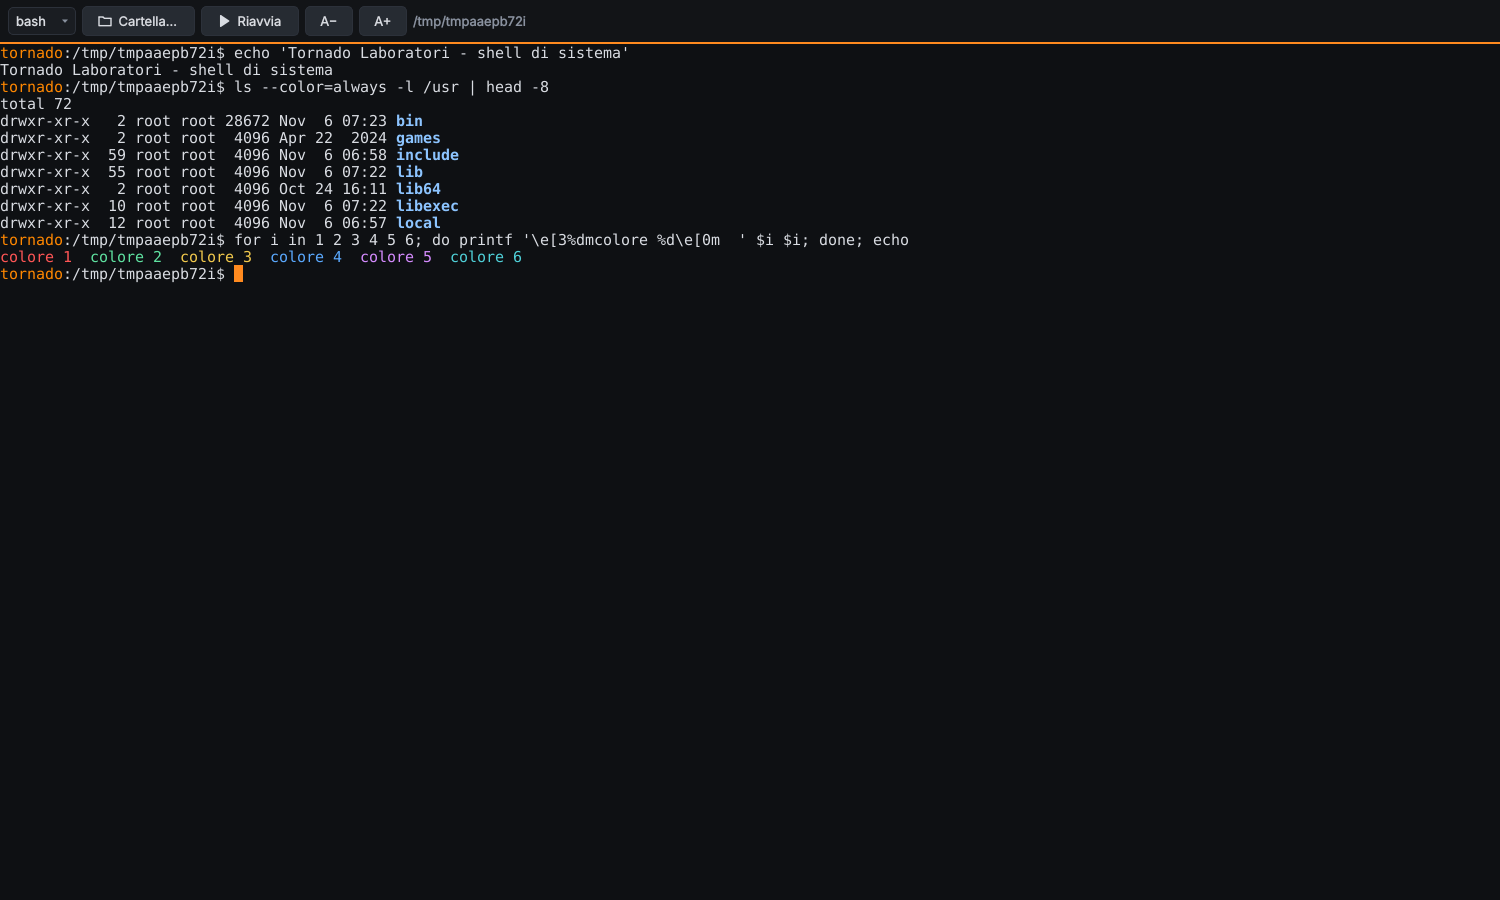 bash Cartella... Riavvia A− A+ /tmp/tmpaaepb72i
tornado:/tmp/tmpaaepb72i$ echo 'Tornado Laboratori - shell di sistema'
Tornado Laboratori - shell di sistema
tornado:/tmp/tmpaaepb72i$ ls --color=always -l /usr | head -8
total 72
drwxr-xr-x   2 root root 28672 Nov  6 07:23 bin
drwxr-xr-x   2 root root  4096 Apr 22  2024 games
drwxr-xr-x  59 root root  4096 Nov  6 06:58 include
drwxr-xr-x  55 root root  4096 Nov  6 07:22 lib
drwxr-xr-x   2 root root  4096 Oct 24 16:11 lib64
drwxr-xr-x  10 root root  4096 Nov  6 07:22 libexec
drwxr-xr-x  12 root root  4096 Nov  6 06:57 local
tornado:/tmp/tmpaaepb72i$ for i in 1 2 3 4 5 6; do printf '\e[3%dmcolore %d\e[0m  ' $i $i; done; echo
colore 1  colore 2  colore 3  colore 4  colore 5  colore 6
tornado:/tmp/tmpaaepb72i$